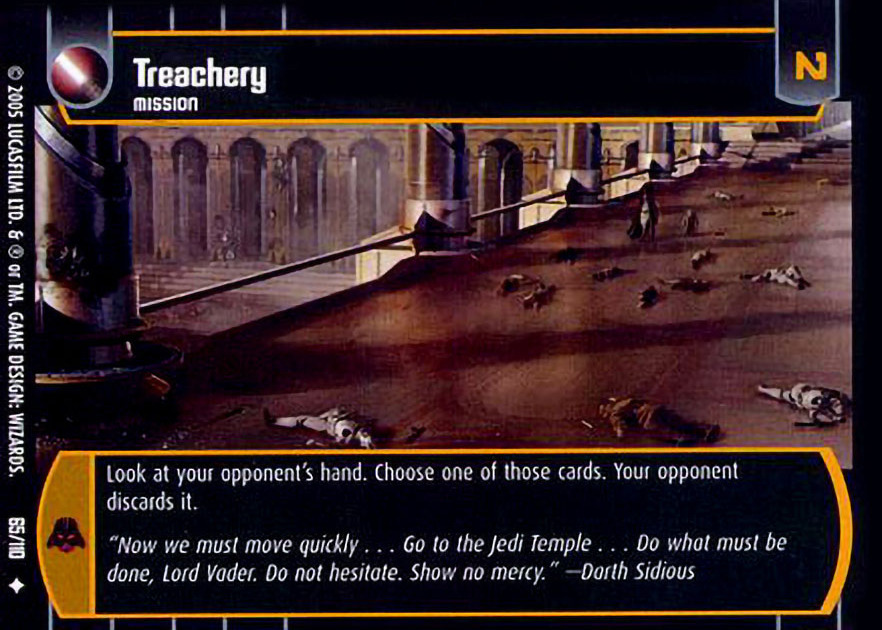 Treachery
MISSION
2
Look at your opponent's hand. Choose one of those cards. Your opponent
discards it.
"Now we must move quickly . . . Go to the Jedi Temple . . . Do what must be
done, Lord Vader. Do not hesitate. Show no mercy." —Darth Sidious
© 2005 LUCASFILM LTD. & ® or TM. GAME DESIGN: WIZARDS. 65/110